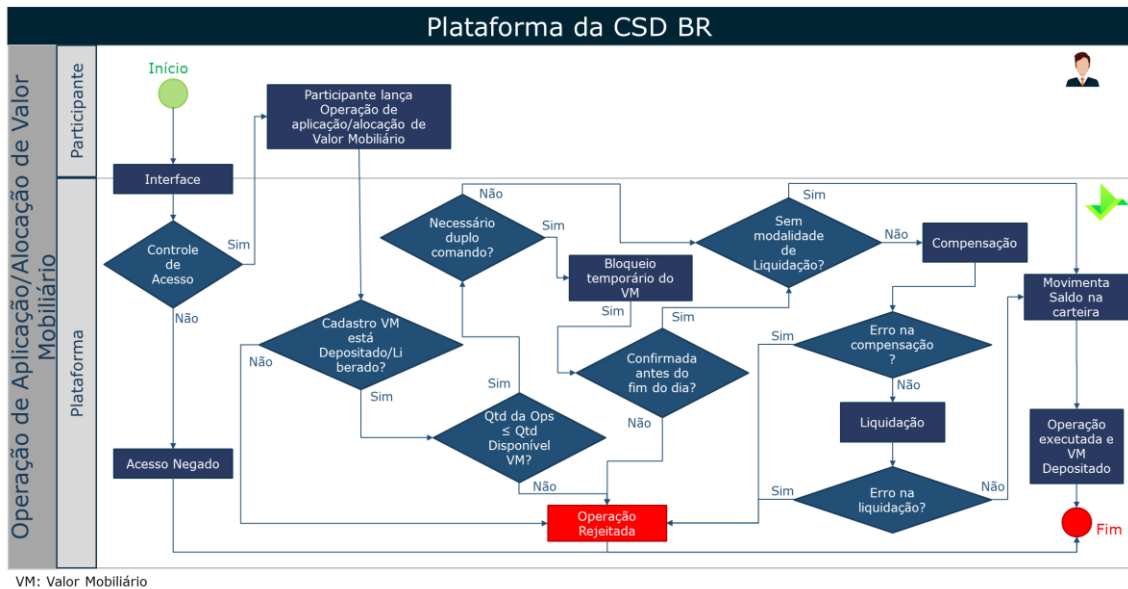 Plataforma da CSD BR
Operação de Aplicação/Alocação de Valor
Mobiliário
Participante
Plataforma
Início
Participante lança
Operação de
aplicação/alocação de
Valor Mobiliário
Interface
Controle
de
Acesso
Sim
Não
Acesso Negado
Cadastro VM
está
Depositado/Li
berado?
Não
Sim
Qtd da Ops
≤ Qtd
Disponível
VM?
Sim
Não
Necessário
duplo
comando?
Não
Sim
Bloqueio
temporário do
VM
Sim
Confirmada
antes do
fim do dia?
Sim
Não
Operação
Rejeitada
Sem
modalidade
de
Liquidação?
Sim
Não
Compensação
Erro na
compensação
?
Sim
Não
Liquidação
Erro na
liquidação?
Sim
Não
Movimenta
Saldo na
carteira
Operação
executada e
VM
Depositado
Fim
VM: Valor Mobiliário